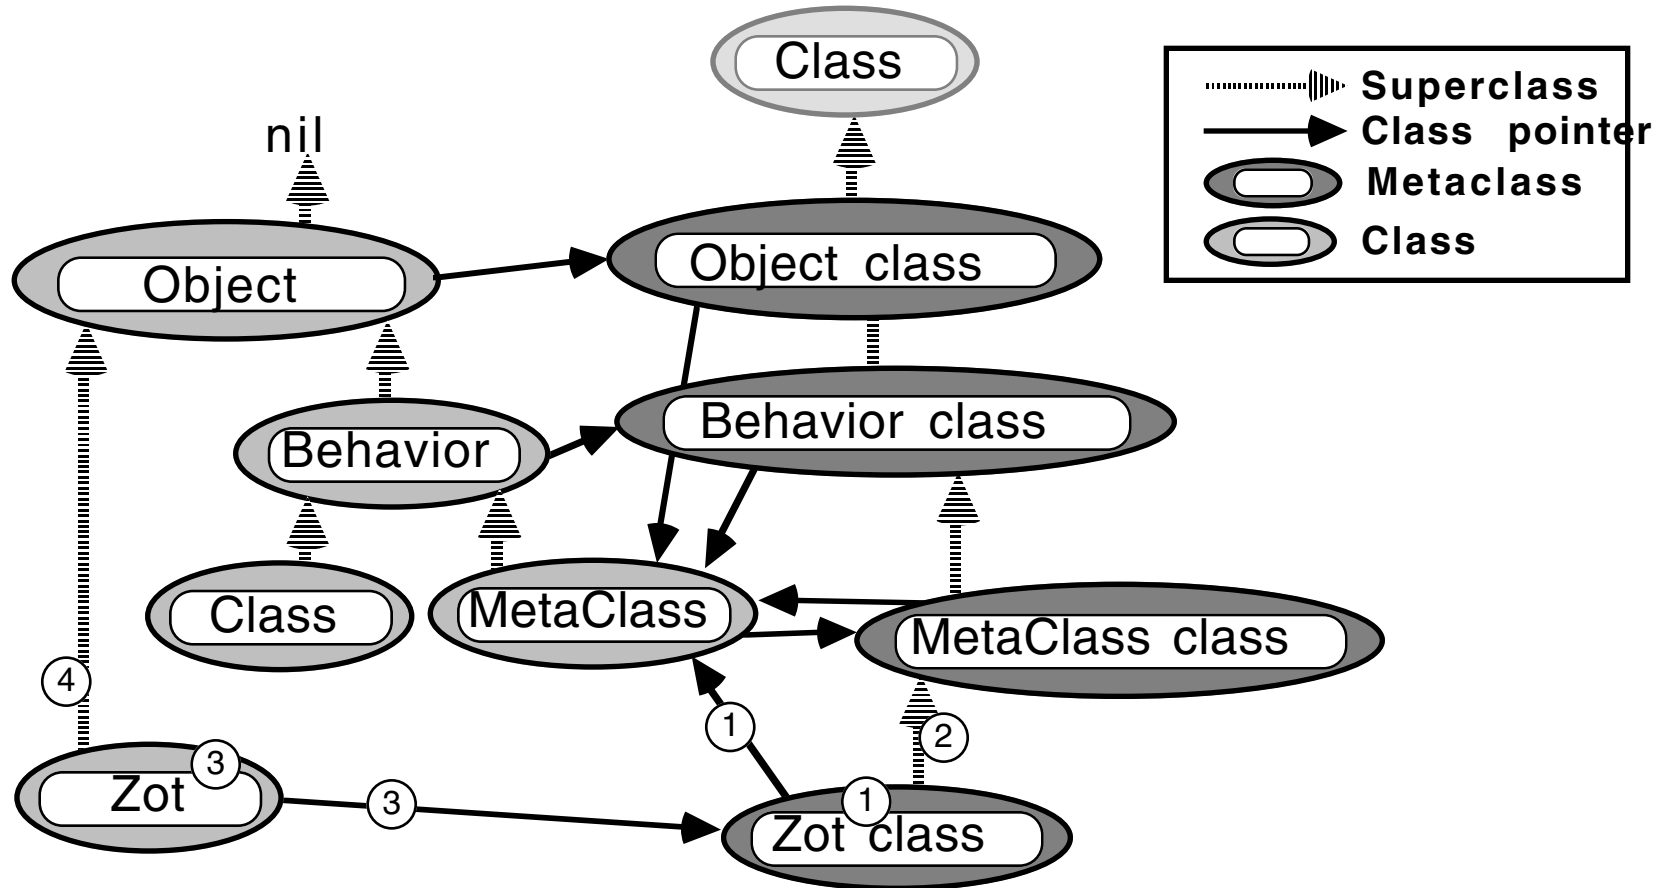 Class
Superclass
Class pointer
Metaclass
Class
nil
Object
Object class
Behavior
Behavior class
Class
MetaClass
MetaClass class
4
1
2
3
Zot
3
1
Zot class